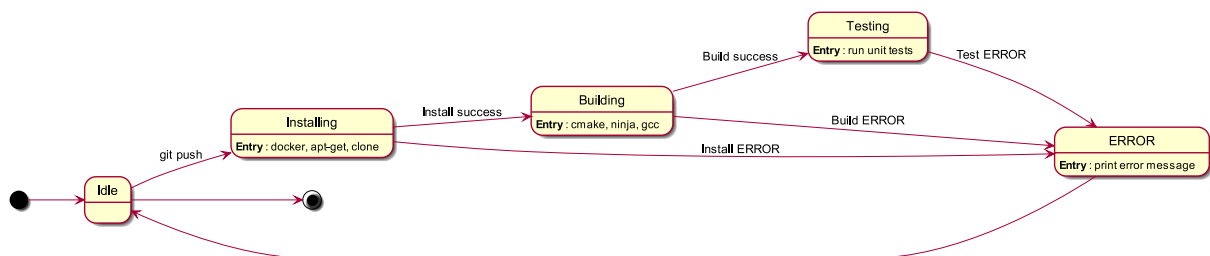 Testing
Entry : run unit tests
Build success
Test ERROR
Building
Entry : cmake, ninja, gcc
Install success
Build ERROR
Installing
Entry : docker, apt-get, clone
Install ERROR
ERROR
Entry : print error message
git push
Idle